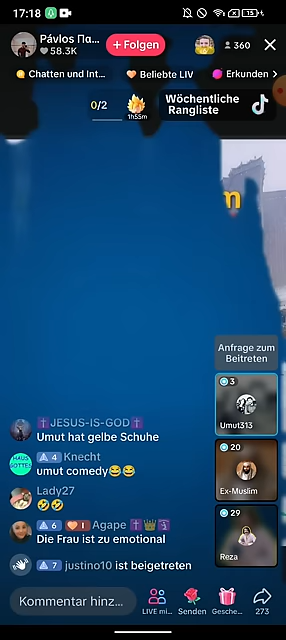 17:18
15
Pávlos Πα...
58.3K
+ Folgen
360
Chatten und Int...
Beliebte LIV
Erkunden >
0/2
1h55m
Wöchentliche
Rangliste
m
Anfrage zum
Beitreten
3
Umut313
20
Ex-Muslim
29
Reza
✝JESUS-IS-GOD✝
Umut hat gelbe Schuhe
HAUS
GOTTES
4 Knecht
umut comedy😂😂
Lady27
🤣🤣
6 I Agape
Die Frau ist zu emotional
7 justino10 ist beigetreten
Kommentar hinz...
LIVE mi...
Senden
Gesche...
273